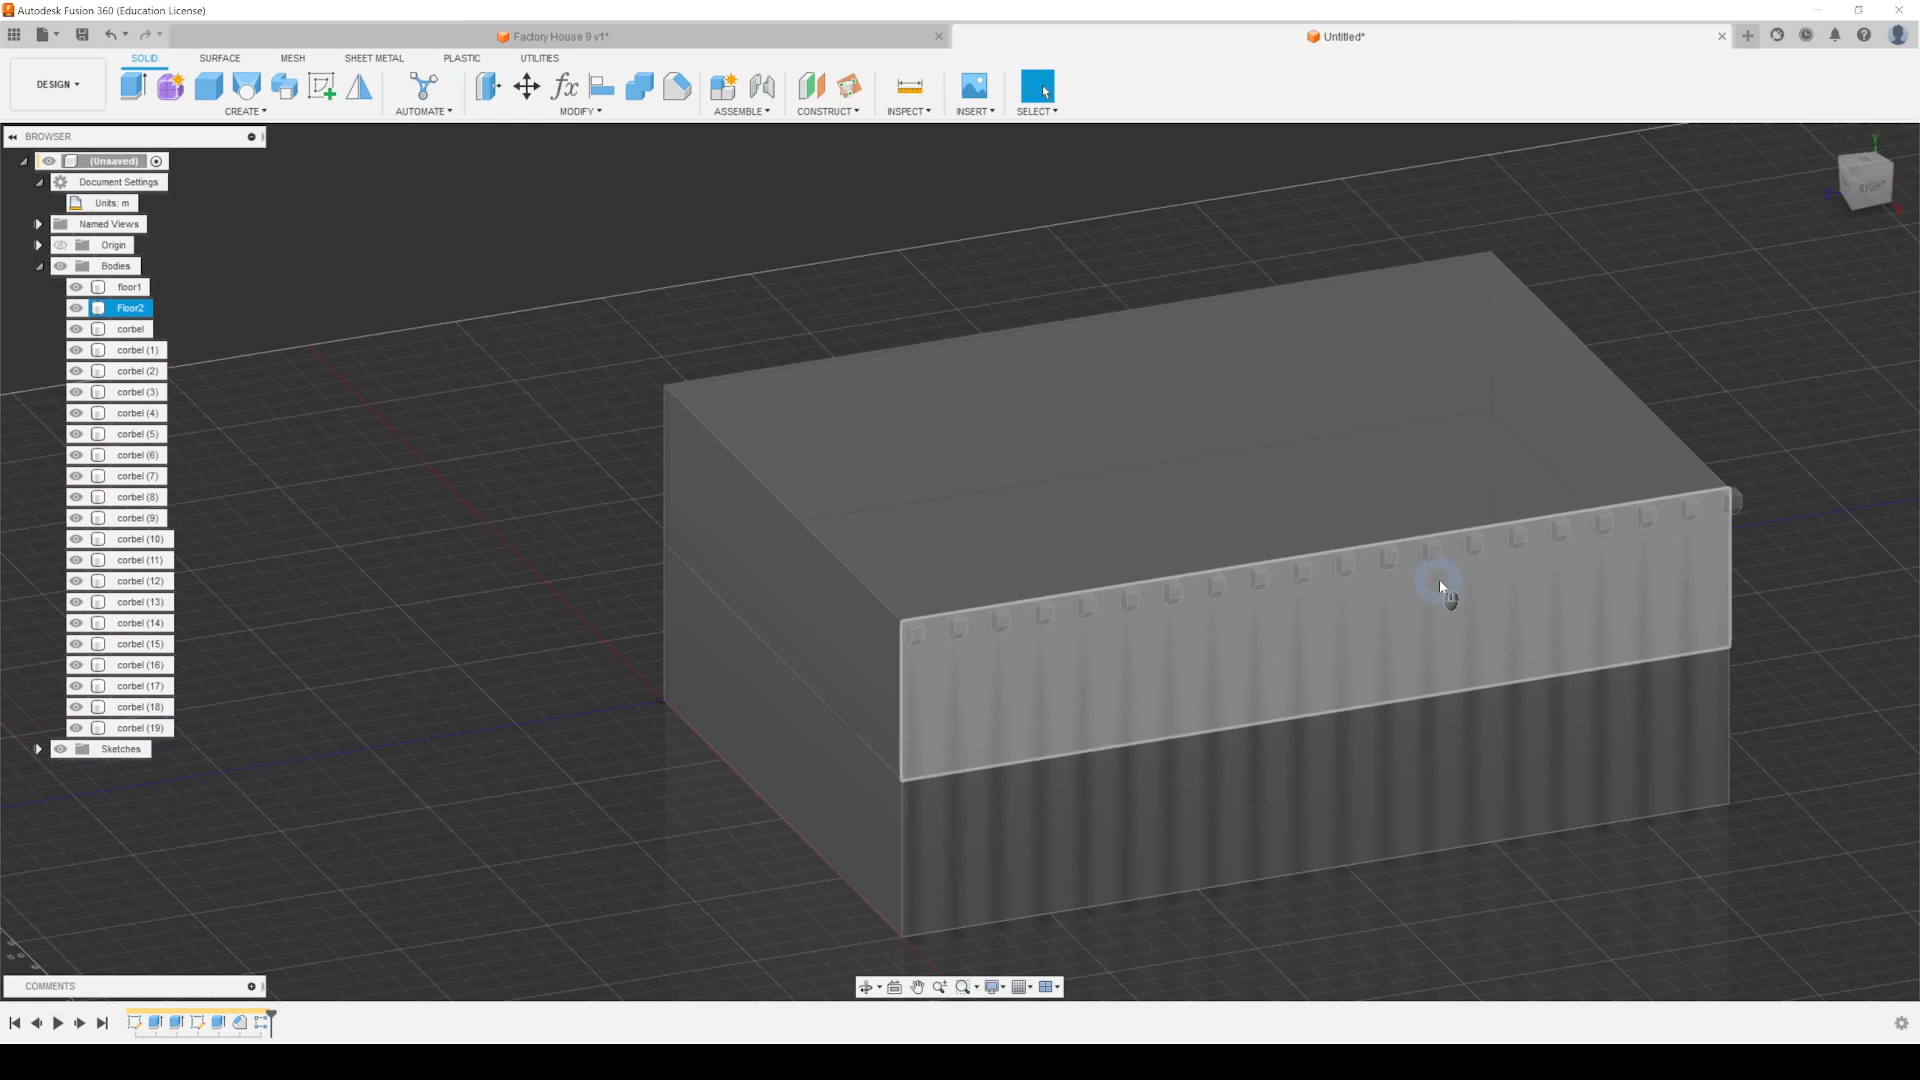 Autodesk Fusion 360 (Education License)
Factory House 9 v1*
Untitled*
SOLID SURFACE MESH SHEET METAL PLASTIC UTILITIES
DESIGN
CREATE AUTOMATE MODIFY ASSEMBLE CONSTRUCT INSPECT INSERT SELECT
BROWSER
(Unsaved)
Document Settings
Units: m
Named Views
Origin
Bodies
floor1
Floor2
corbel
corbel (1)
corbel (2)
corbel (3)
corbel (4)
corbel (5)
corbel (6)
corbel (7)
corbel (8)
corbel (9)
corbel (10)
corbel (11)
corbel (12)
corbel (13)
corbel (14)
corbel (15)
corbel (16)
corbel (17)
corbel (18)
corbel (19)
Sketches
Y
Z
RIGHT
X
COMMENTS